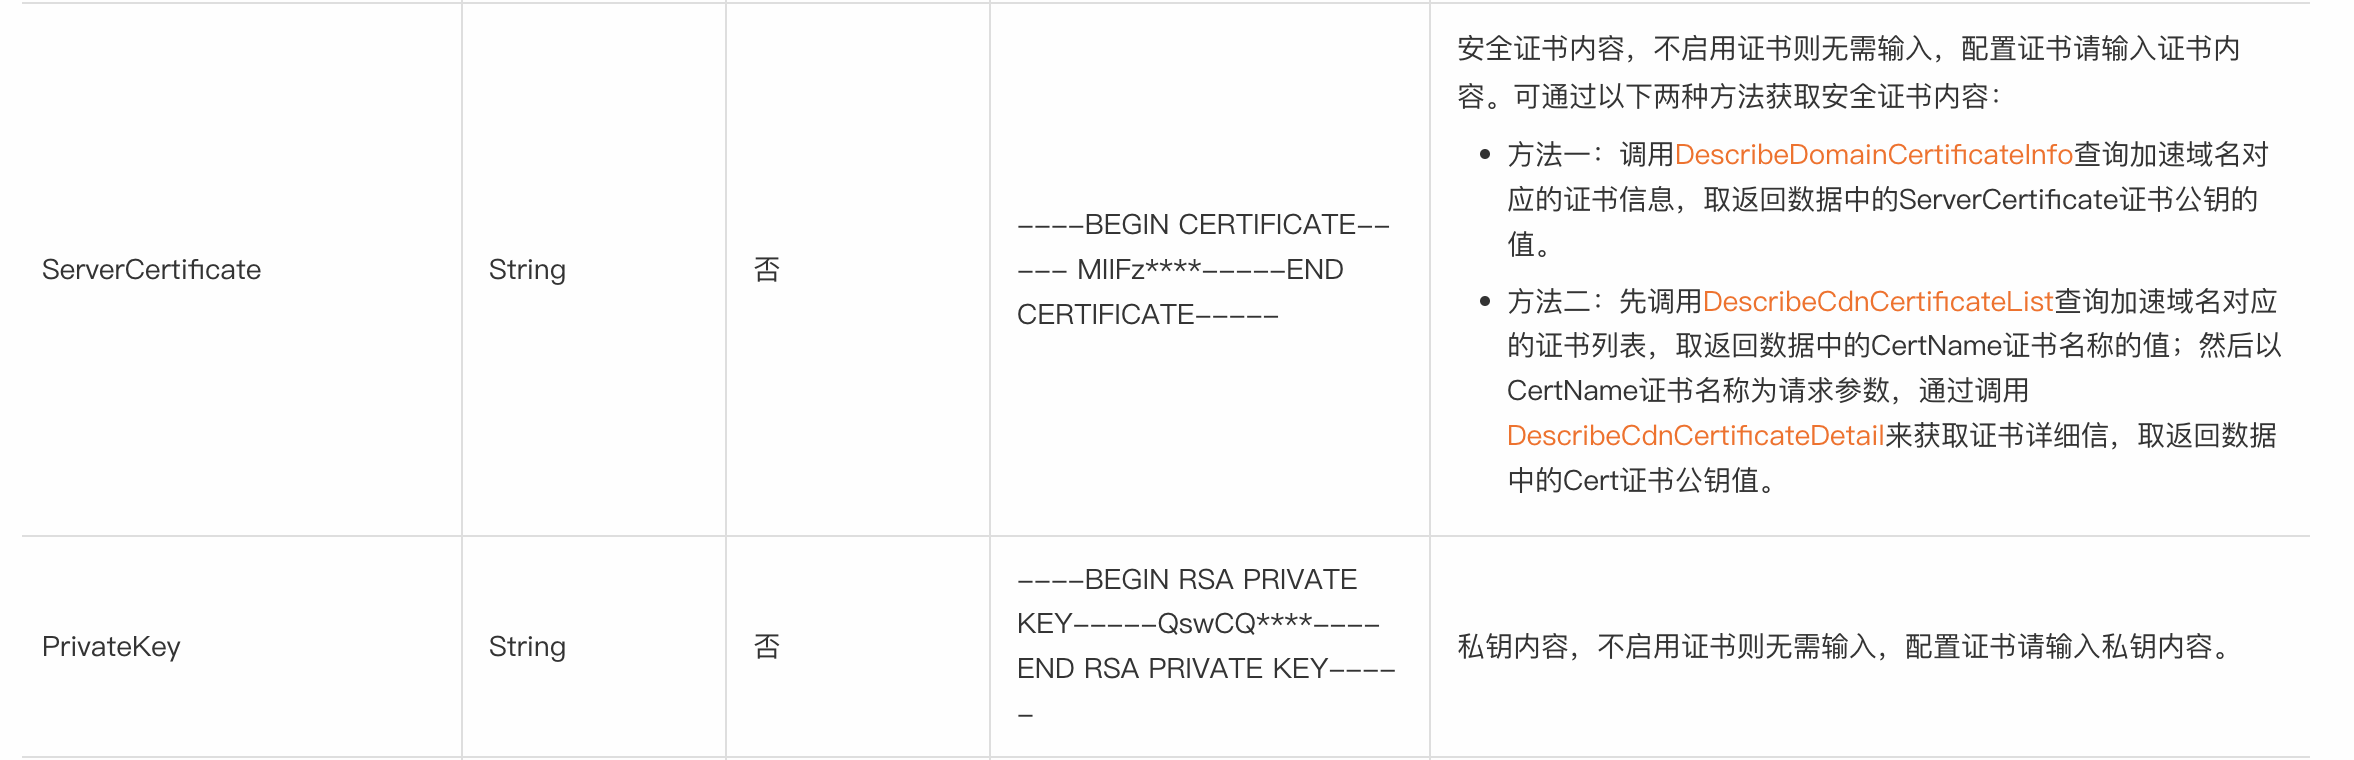 ServerCertificate
String
否
----BEGIN CERTIFICATE--
--- MIIFz****-----END
CERTIFICATE-----
安全证书内容，不启用证书则无需输入，配置证书请输入证书内
容。可通过以下两种方法获取安全证书内容：
• 方法一：调用DescribeDomainCertificateInfo查询加速域名对
应的证书信息，取返回数据中的ServerCertificate证书公钥的
值。
• 方法二：先调用DescribeCdnCertificateList查询加速域名对应
的证书列表，取返回数据中的CertName证书名称的值；然后以
CertName证书名称为请求参数，通过调用
DescribeCdnCertificateDetail来获取证书详细信，取返回数据
中的Cert证书公钥值。
PrivateKey
String
否
----BEGIN RSA PRIVATE
KEY-----QswCQ****----
END RSA PRIVATE KEY----
-
私钥内容，不启用证书则无需输入，配置证书请输入私钥内容。